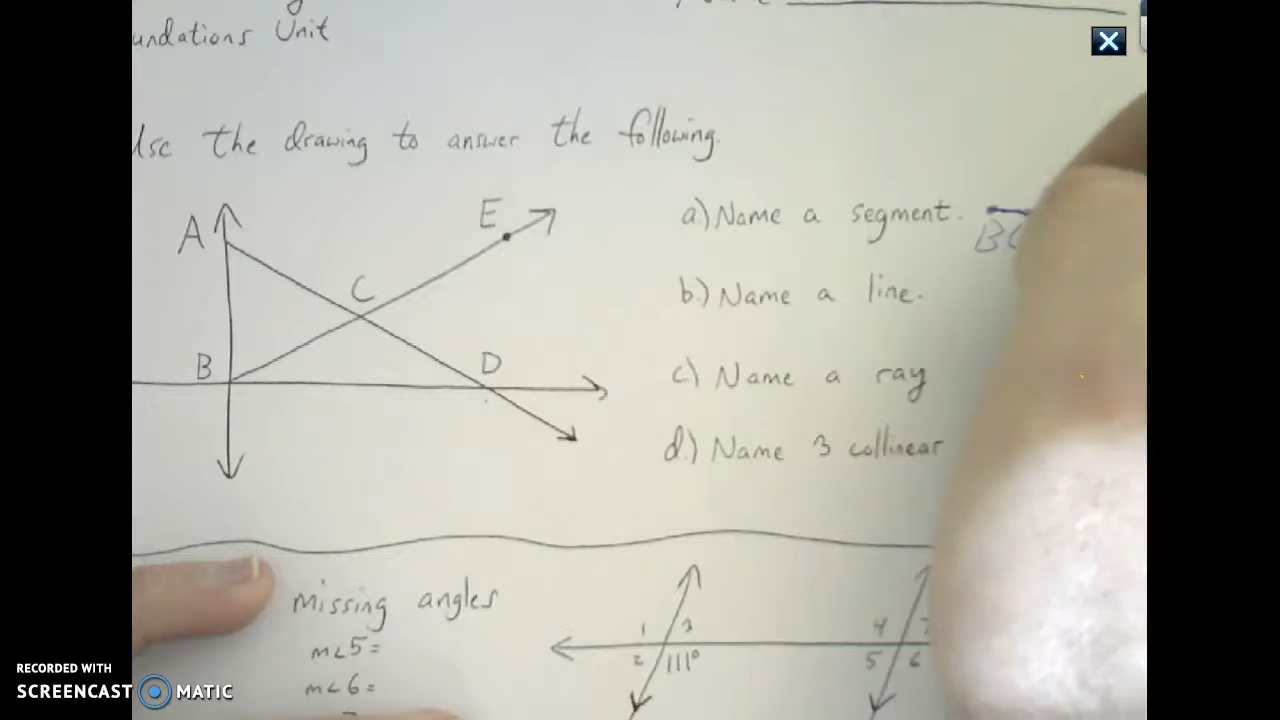 undations Unit
Use the drawing to answer the following.
A
E
C
B
D
a.) Name a segment. BC
b.) Name a line.
c.) Name a ray
d.) Name 3 collinear
missing angles
m<5=
m<6=
1 3
2 111°
4 7
5 6
RECORDED WITH
SCREENCAST MATIC